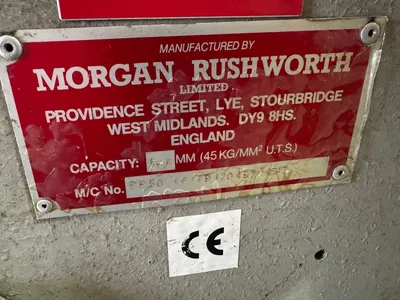 MANUFACTURED BY
MORGAN RUSHWORTH
LIMITED
PROVIDENCE STREET, LYE, STOURBRIDGE
WEST MIDLANDS. DY9 8HS.
ENGLAND
CAPACITY: MM (45 KG/MM² U.T.S.)
M/C No.
CE